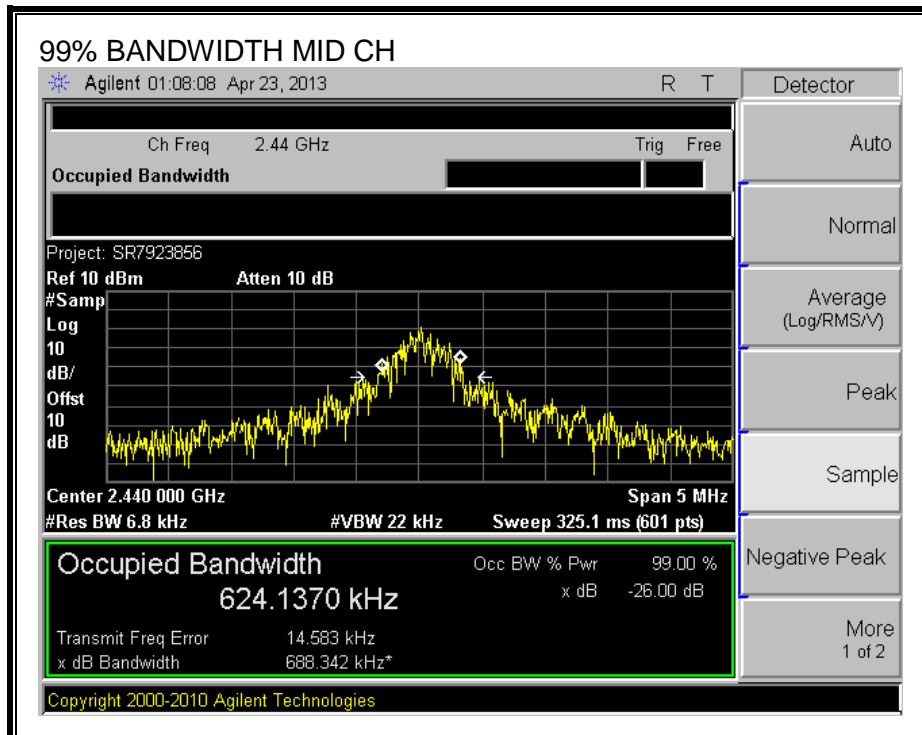 99% BANDWIDTH MID CH
Agilent 01:08:08 Apr 23, 2013 R T
Detector
Ch Freq 2.44 GHz Trig Free
Occupied Bandwidth
Auto
Normal
Project: SR7923856
Ref 10 dBm Atten 10 dB
#Samp
Log
10
dB/
Offst
10
dB
Average
(Log/RMS/V)
Peak
Sample
Center 2.440 000 GHz Span 5 MHz
#Res BW 6.8 kHz #VBW 22 kHz Sweep 325.1 ms (601 pts)
Occupied Bandwidth Occ BW % Pwr 99.00 %
624.1370 kHz x dB -26.00 dB
Transmit Freq Error 14.583 kHz
x dB Bandwidth 688.342 kHz*
Negative Peak
More
1 of 2
Copyright 2000-2010 Agilent Technologies